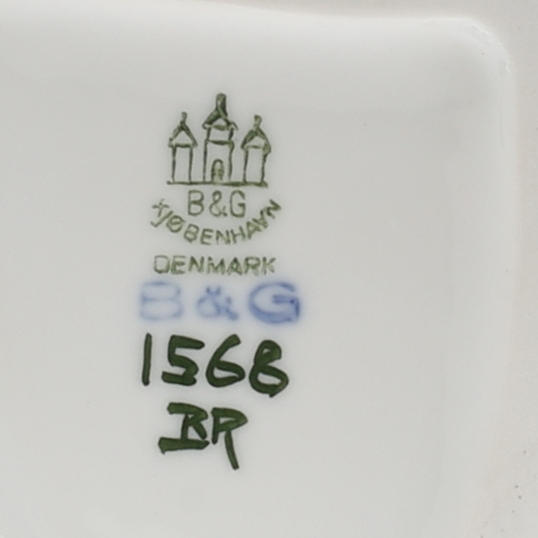 B&G
KJØBENHAVN
DENMARK
B & G
1568
BR